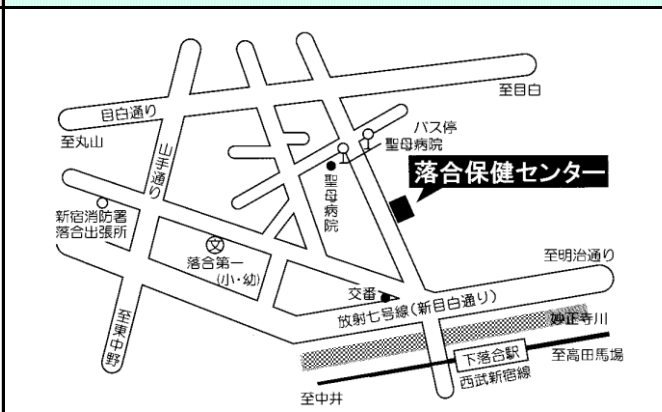 至目白
目白通り
至丸山
山手通り
バス停
聖母病院
聖母病院
落合保健センター
新宿消防署
落合出張所
文
落合第一
(小・幼)
至明治通り
交番
放射七号線(新目白通り)
妙正寺川
至東中野
下落合駅
至高田馬場
西武新宿線
至中井